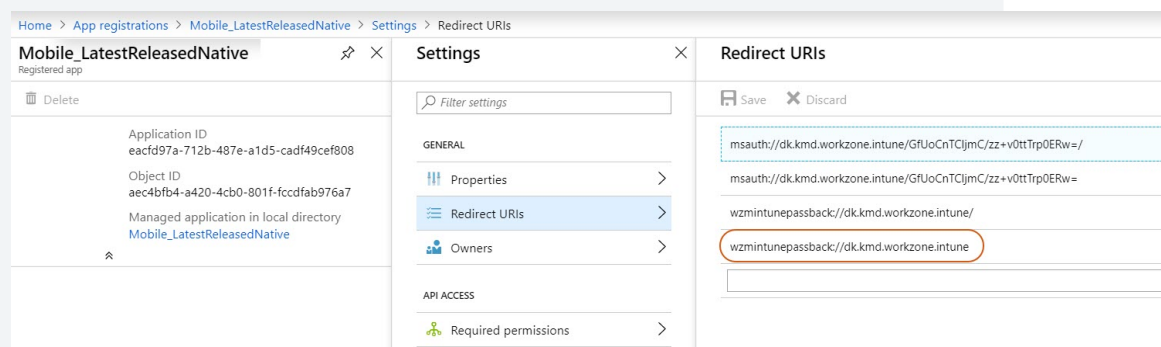 Home > App registrations > Mobile_LatestReleasedNative > Settings > Redirect URIs
Mobile_LatestReleasedNative
Registered app
Delete
Application ID
eacfd97a-712b-487e-a1d5-cadf49cef808
Object ID
aec4bfb4-a420-4cb0-801f-fccdfab976a7
Managed application in local directory
Mobile_LatestReleasedNative
Settings
Filter settings
GENERAL
Properties
Redirect URIs
Owners
API ACCESS
Required permissions
Redirect URIs
Save Discard
msauth://dk.kmd.workzone.intune/GfUoCnTCIjmC/zz+v0ttTrp0ERw=/
msauth://dk.kmd.workzone.intune/GfUoCnTCIjmC/zz+v0ttTrp0ERw=
wzmintunepassback://dk.kmd.workzone.intune/
wzmintunepassback://dk.kmd.workzone.intune